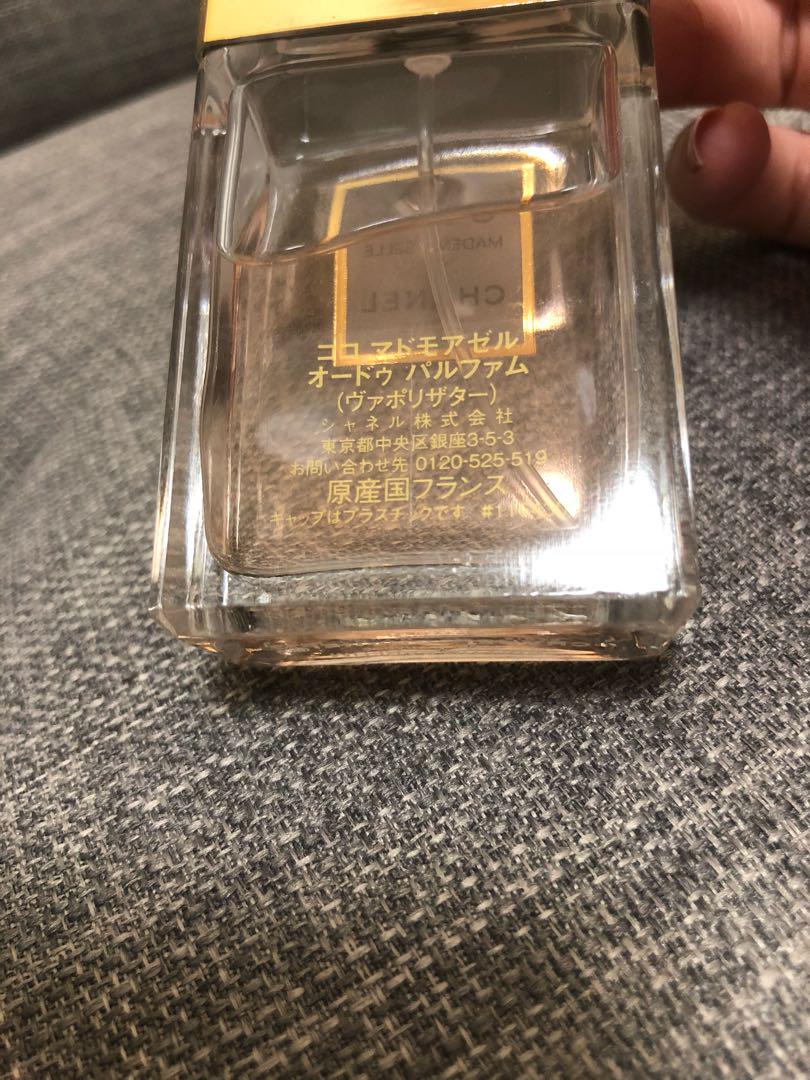 ココ マドモアゼル
オードゥ パルファム
(ヴァポリザター)
シャネル株式会社
東京都中央区銀座3-5-3
お問い合わせ先 0120-525-519
原産国フランス
キャップはプラスチックです
CHANEL